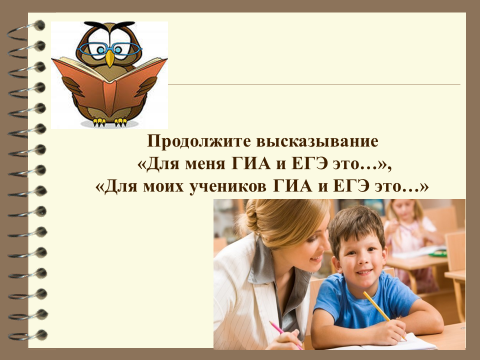 Продолжите высказывание
«Для меня ГИА и ЕГЭ это…»,
«Для моих учеников ГИА и ЕГЭ это…»